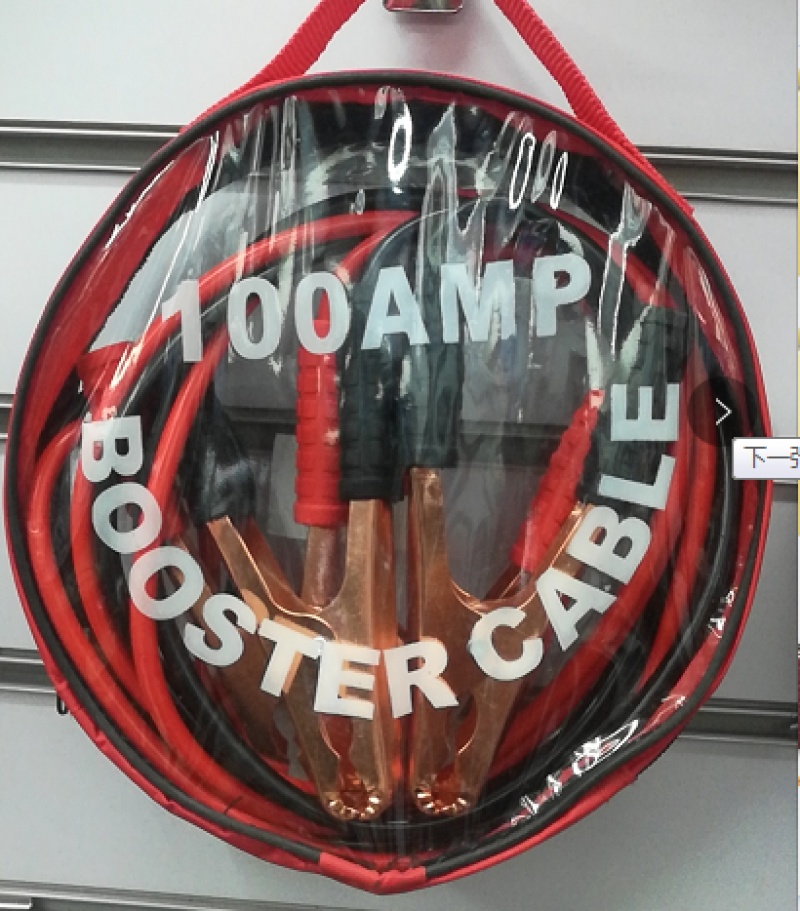 100AMP
BOOSTER CABLE
下一张